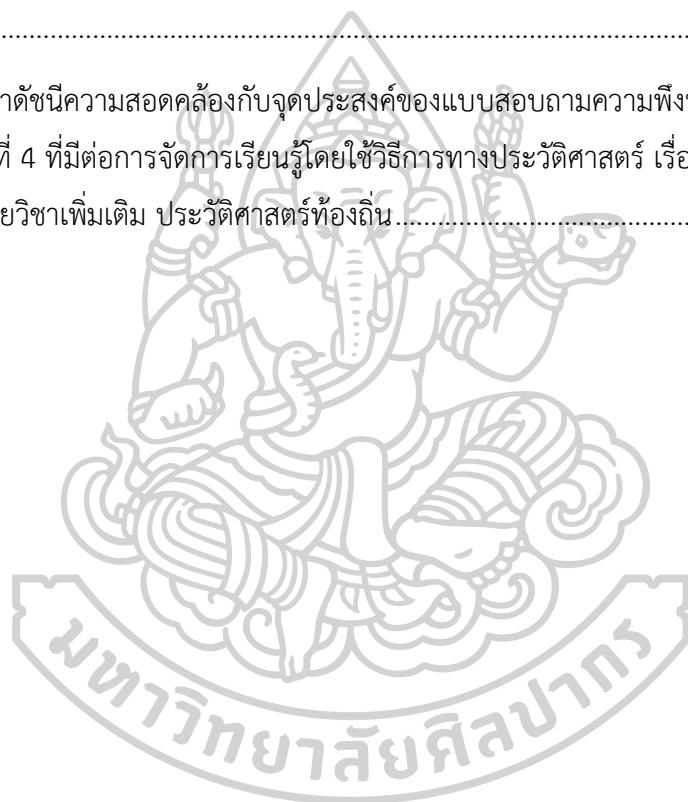 ................................................................................................
าดัชนีความสอดคล้องกับจุดประสงค์ของแบบสอบถามความพึง
ที่ 4 ที่มีต่อการจัดการเรียนรู้โดยใช้วิธีการทางประวัติศาสตร์ เรื่อ
ยวิชาเพิ่มเติม ประวัติศาสตร์ท้องถิ่น.............................................
มหาวิทยาลัยศิลปากร